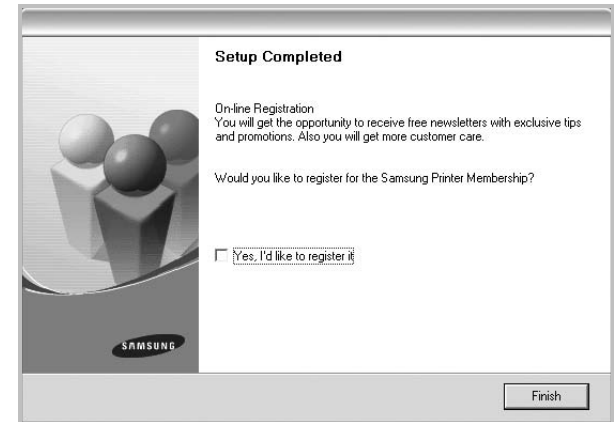 Setup Completed
On-line Registration
You will get the opportunity to receive free newsletters with exclusive tips
and promotions. Also you will get more customer care.
Would you like to register for the Samsung Printer Membership?
Yes, I'd like to register it
SAMSUNG
Finish